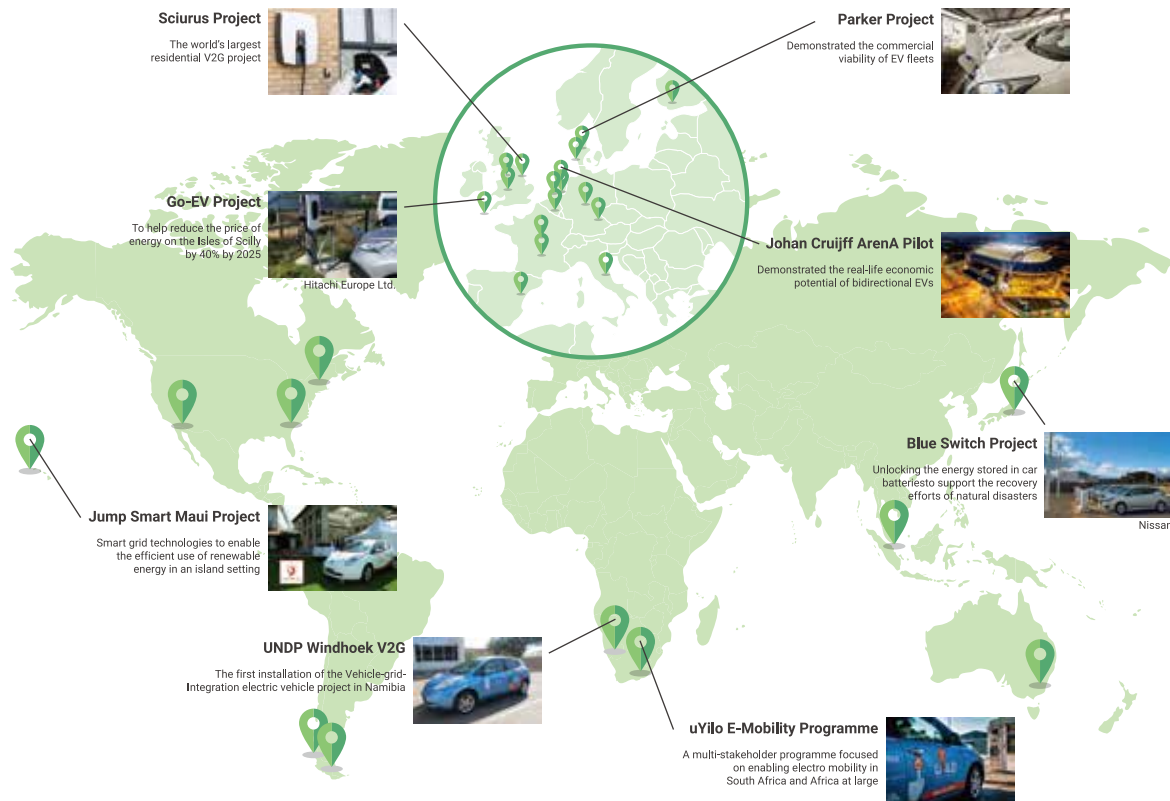 Sciurus Project
The world's largest
residential V2G project
Parker Project
Demonstrated the commercial
viability of EV fleets
Go-EV Project
To help reduce the price of
energy on the Isles of Scilly
by 40% by 2025
Hitachi Europe Ltd.
Johan Cruijff ArenA Pilot
Demonstrated the real-life economic
potential of bidirectional EVs
Blue Switch Project
Unlocking the energy stored in car
batteriesto support the recovery
efforts of natural disasters
Nissan
Jump Smart Maui Project
Smart grid technologies to enable
the efficient use of renewable
energy in an island setting
UNDP Windhoek V2G
The first installation of the Vehicle-grid-
Integration electric vehicle project in Namibia
uYilo E-Mobility Programme
A multi-stakeholder programme focused
on enabling electro mobility in
South Africa and Africa at large